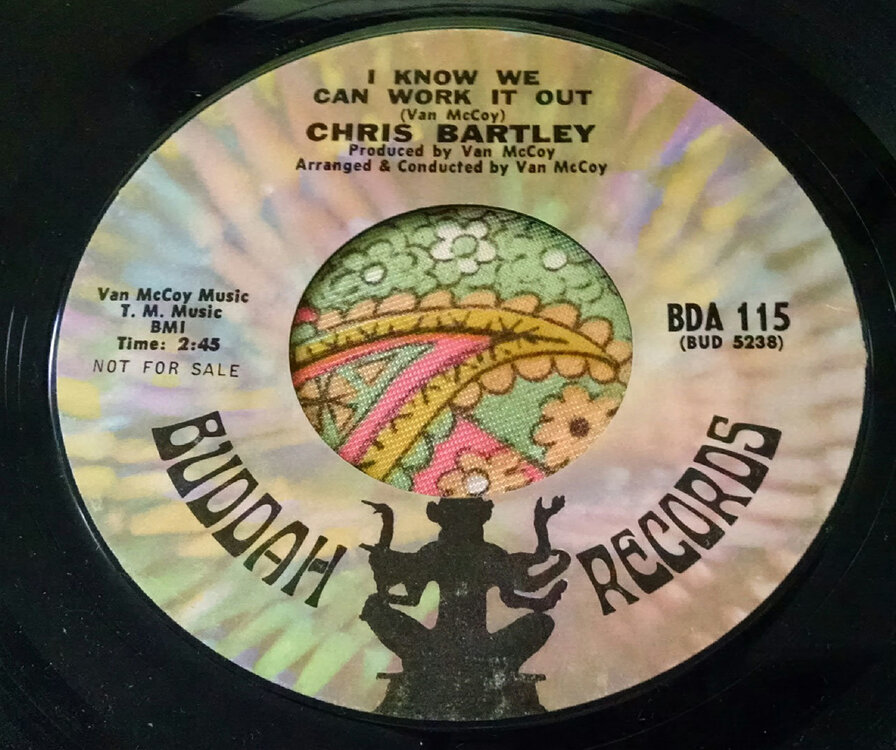 I KNOW WE
CAN WORK IT OUT
(Van McCoy)
CHRIS BARTLEY
Produced by Van McCoy
Arranged & Conducted by Van McCoy
Van McCoy Music
T. M. Music
BMI
Time: 2:45
NOT FOR SALE
BDA 115
(BUD 5238)
BUDDAH RECORDS